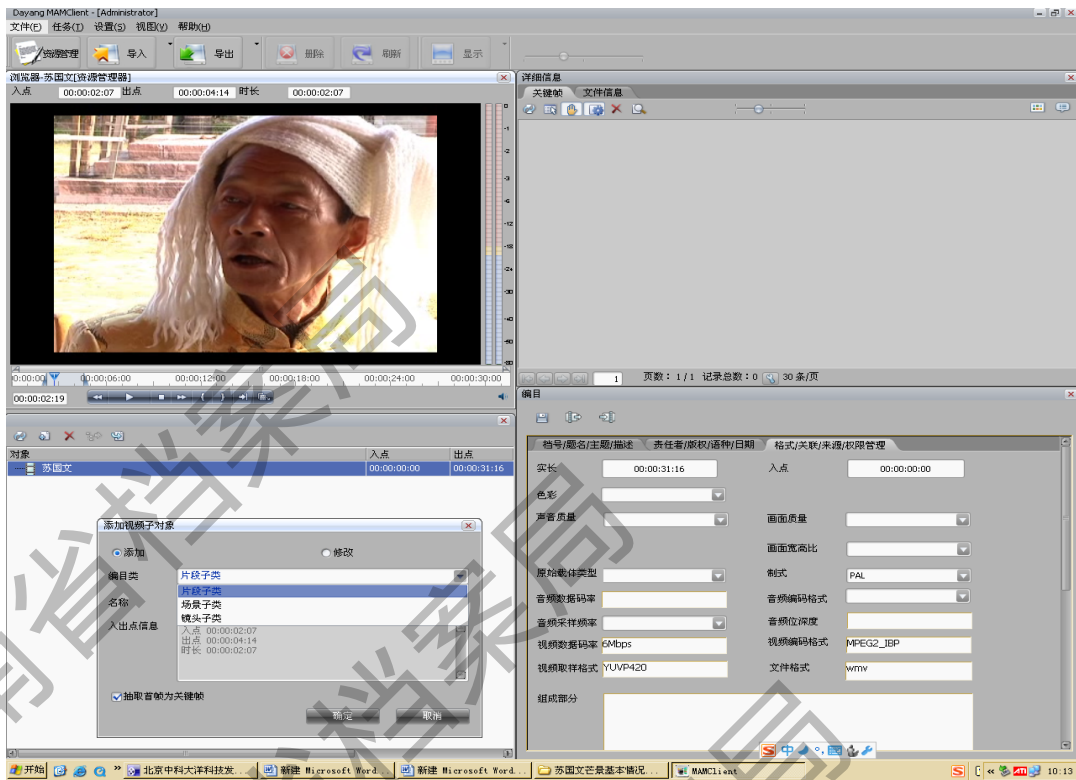 Dayang MAMClient - [Administrator]
文件(F) 任务(T) 设置(S) 视图(V) 帮助(H)
资源管理 导入 导出 删除 刷新 显示
浏览器-苏国文[资源管理器]
入点 00:00:02:07 出点 00:00:04:14 时长 00:00:02:07
0:00:00 00:00:06:00 00:00:12:00 00:00:18:00 00:00:24:00 00:00:30:00
00:00:02:19
详细信息
关键帧 文件信息
1 页数：1/1 记录总数：0 30 条/页
对象 入点 出点
苏国文 00:00:00:00 00:00:31:16
添加视频子对象
添加 修改
编目类 片段子类
片段子类
名称 场景子类
镜头子类
入出点信息 入点 00:00:02:07
出点 00:00:04:14
时长 00:00:02:07
抽取首帧为关键帧
确定 取消
编目
档号/题名/主题/描述 责任者/版权/语种/日期 格式/关联/来源/权限管理
实长 00:00:31:16 入点 00:00:00:00
色彩
声音质量 画面质量
画面宽高比
原始载体类型 制式 PAL
音频数据码率 音频编码格式
音频采样频率 音频位深度
视频数据码率 6Mbps 视频编码格式 MPEG2_IBP
视频取样格式 YUVP420 文件格式 wmv
组成部分
开始 北京中科大洋科技发... 新建 Microsoft Word... 新建 Microsoft Word... 苏国文芒景基本情况... MAMClient 10:13
省档案局